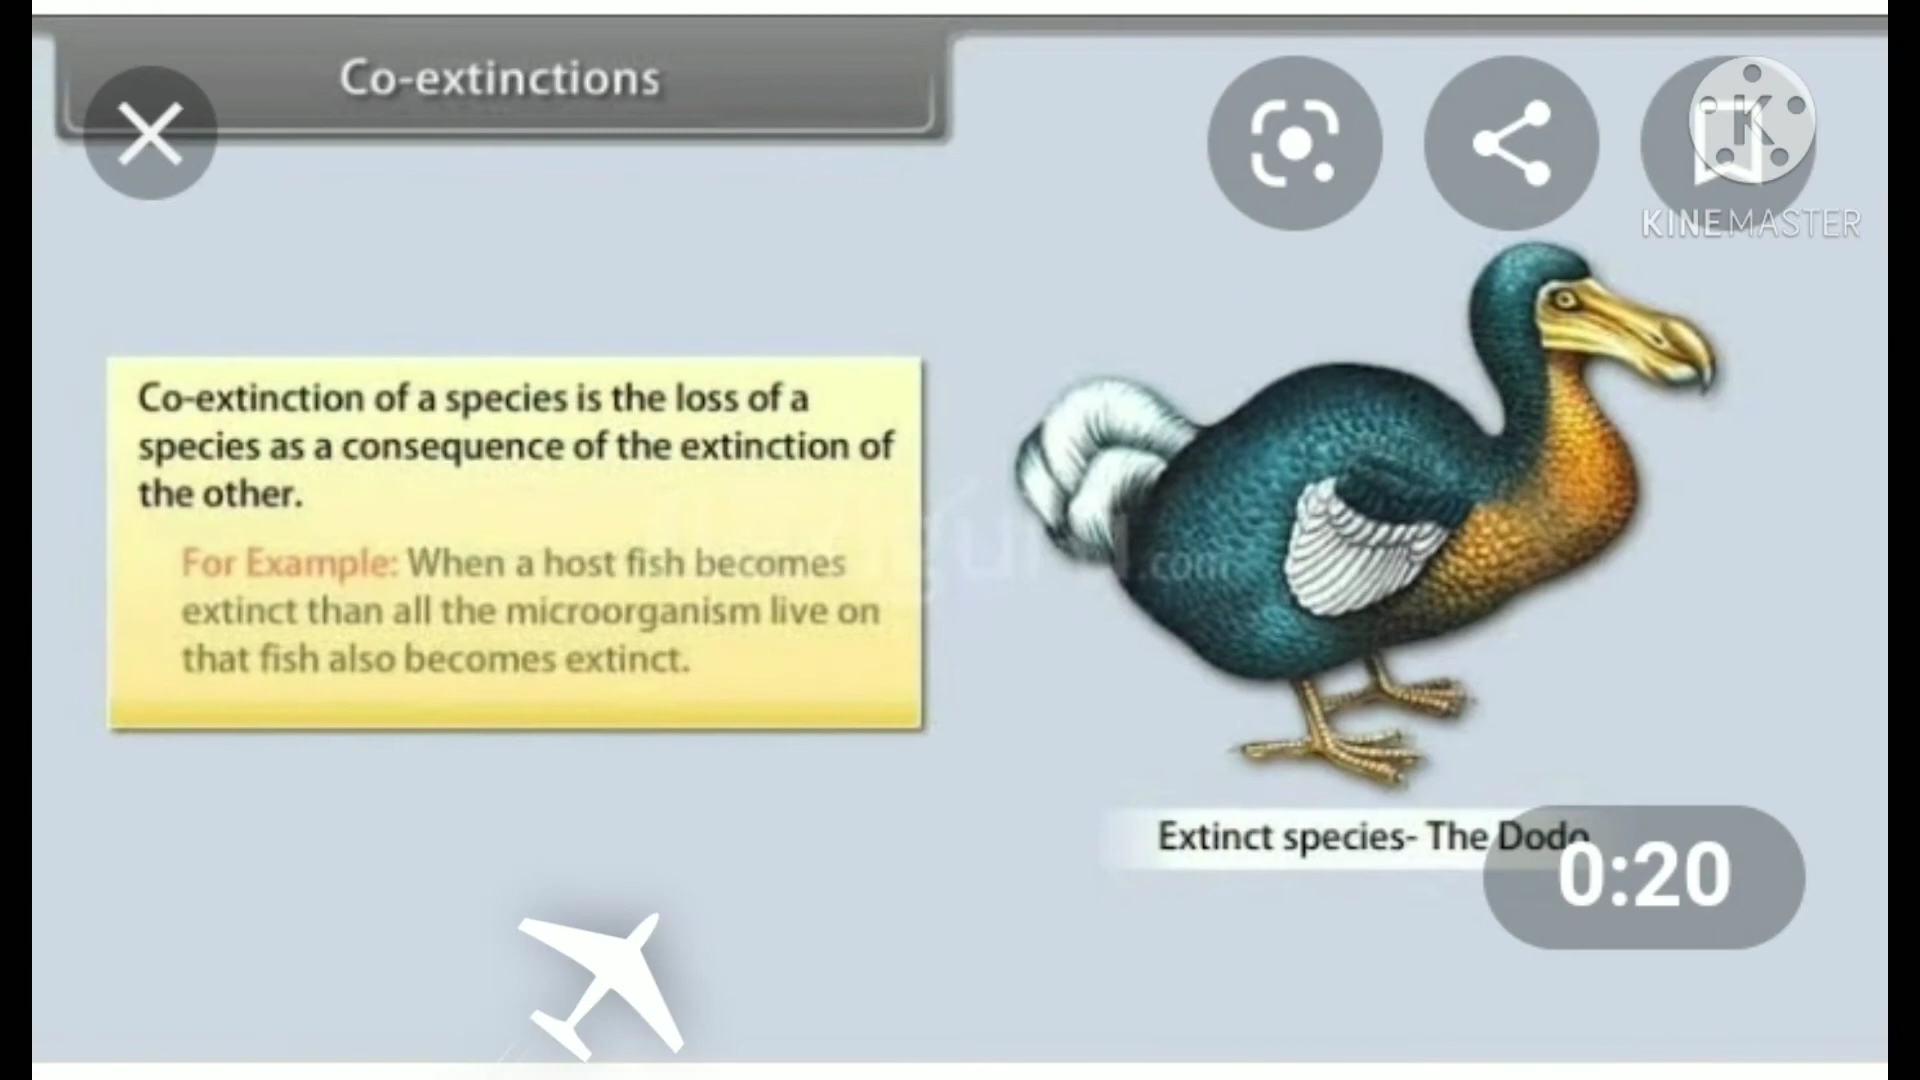 Co-extinctions
K
KINEMASTER
Co-extinction of a species is the loss of a
species as a consequence of the extinction of
the other.
For Example: When a host fish becomes
extinct than all the microorganism live on
that fish also becomes extinct.
.com
Extinct species- The Dodo
0:20